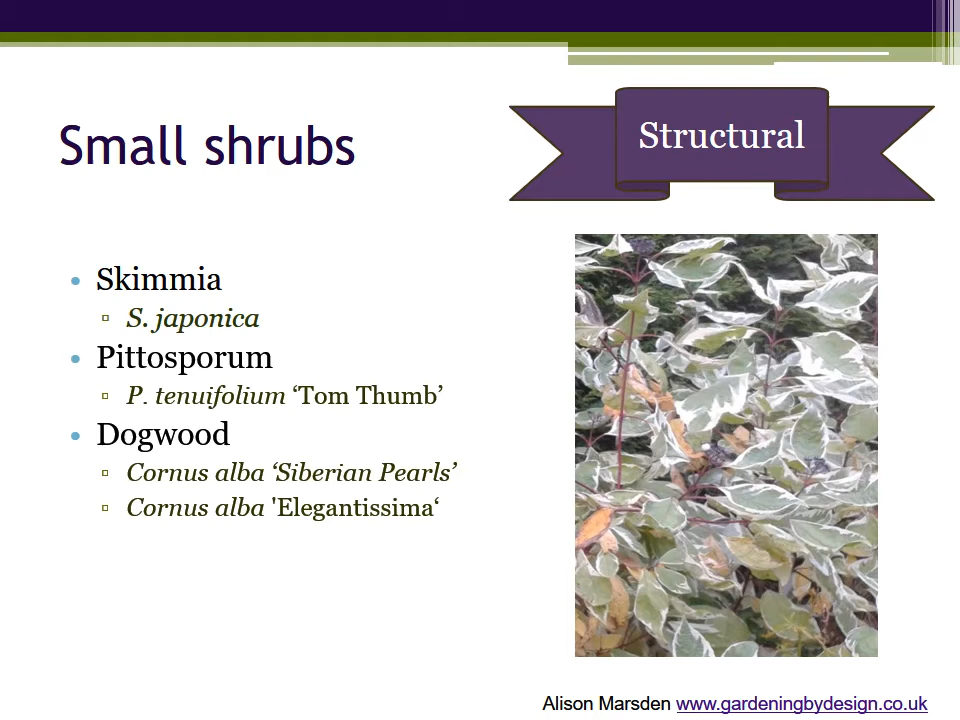 Small shrubs
Structural
• Skimmia
▫ S. japonica
• Pittosporum
▫ P. tenuifolium ‘Tom Thumb’
• Dogwood
▫ Cornus alba ‘Siberian Pearls’
▫ Cornus alba 'Elegantissima‘
Alison Marsden www.gardeningbydesign.co.uk